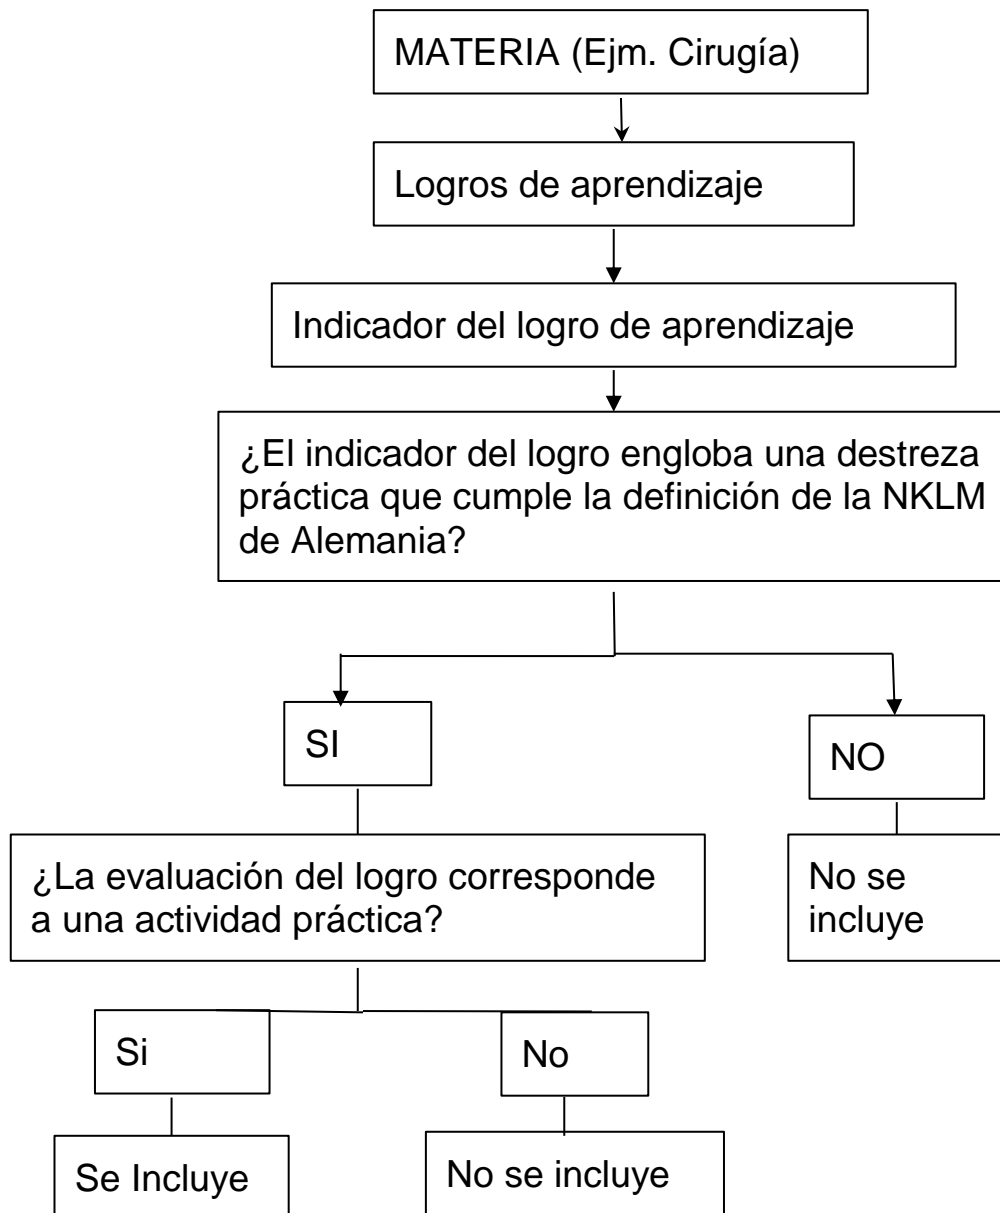 MATERIA (Ejm. Cirugía)
Logros de aprendizaje
Indicador del logro de aprendizaje
¿El indicador del logro engloba una destreza
práctica que cumple la definición de la NKLM
de Alemania?
SI
NO
¿La evaluación del logro corresponde
a una actividad práctica?
No se
incluye
Si
No
Se Incluye
No se incluye